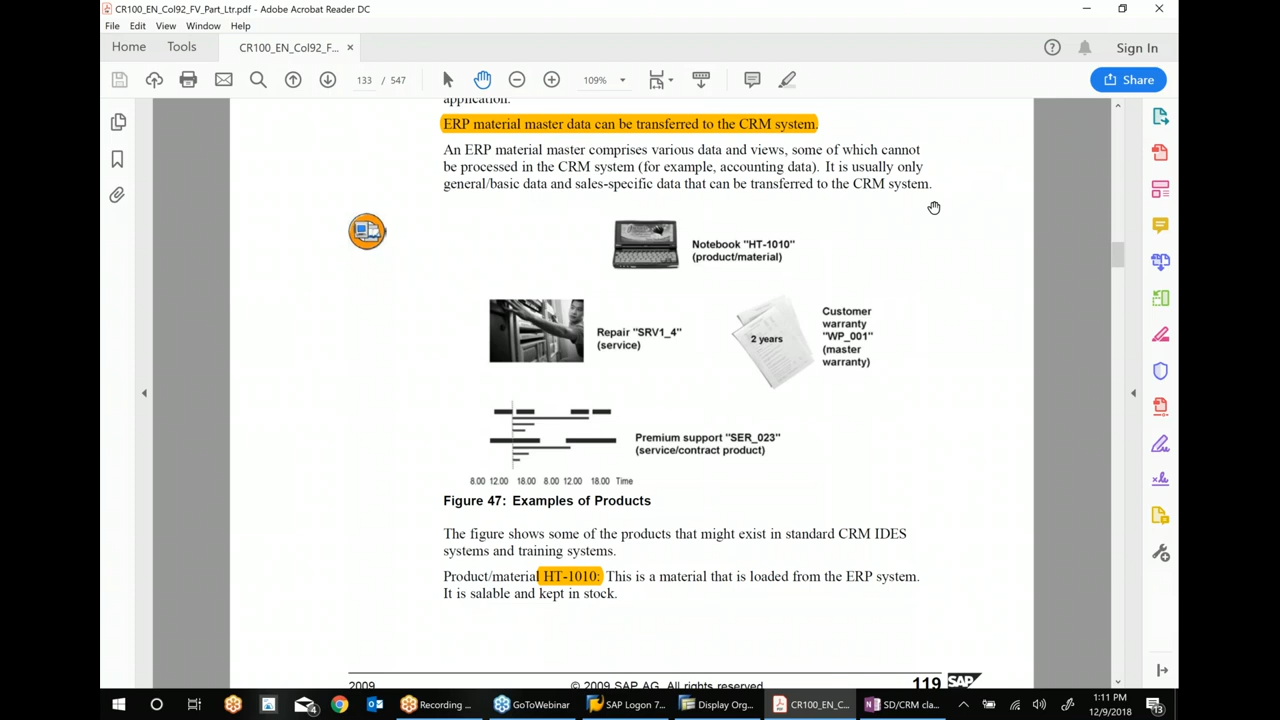 CR100_EN_Col92_FV_Part_Ltr.pdf - Adobe Acrobat Reader DC
File Edit View Window Help
Home Tools CR100_EN_Col92_F... × Sign In
133 / 547 109% Share
application.
ERP material master data can be transferred to the CRM system.
An ERP material master comprises various data and views, some of which cannot
be processed in the CRM system (for example, accounting data). It is usually only
general/basic data and sales-specific data that can be transferred to the CRM system.
Notebook "HT-1010"
(product/material)
Repair "SRV1_4"
(service)
2 years
Customer
warranty
"WP_001"
(master
warranty)
Premium support "SER_023"
(service/contract product)
8.00 12.00 18.00 8.00 12.00 18.00 Time
Figure 47: Examples of Products
The figure shows some of the products that might exist in standard CRM IDES
systems and training systems.
Product/material HT-1010: This is a material that is loaded from the ERP system.
It is salable and kept in stock.
2009 © 2009 SAP AG. All rights reserved. 119 SAP
4 Recording ... GoToWebinar SAP Logon 7... Display Org... CR100_EN_C... SD/CRM cla... 1:11 PM
12/9/2018 13